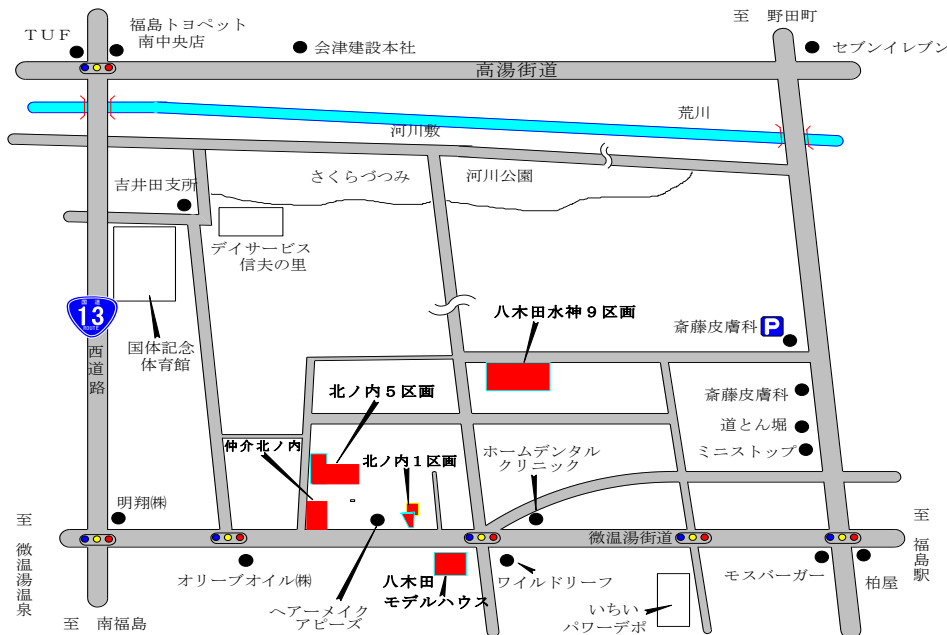 至　野田町
福島トヨペット
南中央店
ＴＵＦ
会津建設本社
セブンイレブン
高湯街道
荒川
河川敷
さくらづつみ
河川公園
吉井田支所
デイサービス
信夫の里
国道
13
ROUTE
西道路
国体記念
体育館
八木田水神９区画
斎藤皮膚科
P
北ノ内５区画
斎藤皮膚科
道とん堀
ミニストップ
仲介北ノ内
北ノ内１区画
ホームデンタル
クリニック
明翔㈱
微温湯街道
至　微温湯温泉
至　福島駅
オリーブオイル㈱
八木田
モデルハウス
ワイルドリーフ
モスバーガー
柏屋
ヘアーメイク
アピーズ
いちい
パワーデポ
至　南福島